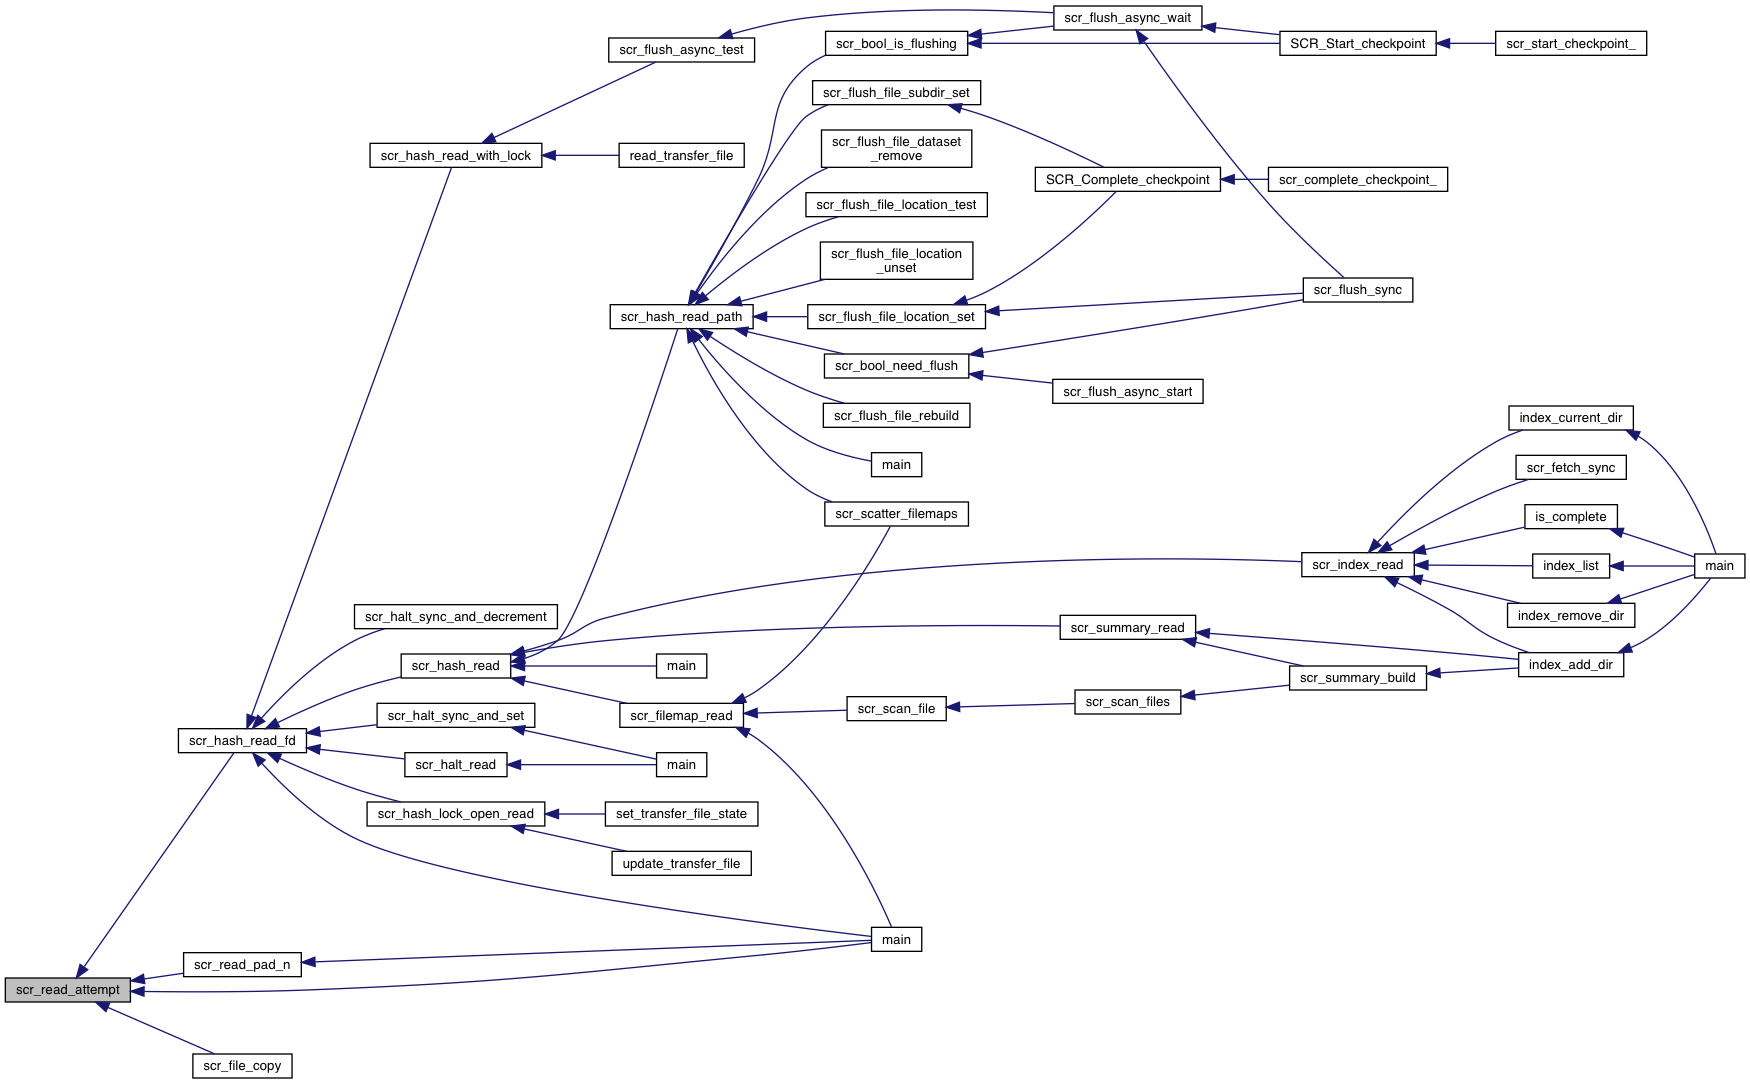 scr_flush_async_wait
scr_flush_async_test
scr_bool_is_flushing
SCR_Start_checkpoint
scr_start_checkpoint_
scr_flush_file_subdir_set
scr_flush_file_dataset
_remove
scr_hash_read_with_lock
read_transfer_file
SCR_Complete_checkpoint
scr_complete_checkpoint_
scr_flush_file_location_test
scr_flush_file_location
_unset
scr_flush_sync
scr_hash_read_path
scr_flush_file_location_set
scr_bool_need_flush
scr_flush_async_start
scr_flush_file_rebuild
index_current_dir
main
scr_fetch_sync
scr_scatter_filemaps
is_complete
scr_index_read
index_list
main
scr_halt_sync_and_decrement
index_remove_dir
scr_summary_read
scr_hash_read
main
index_add_dir
scr_summary_build
scr_halt_sync_and_set
scr_filemap_read
scr_scan_file
scr_scan_files
scr_hash_read_fd
scr_halt_read
main
scr_hash_lock_open_read
set_transfer_file_state
update_transfer_file
main
scr_read_pad_n
scr_read_attempt
scr_file_copy